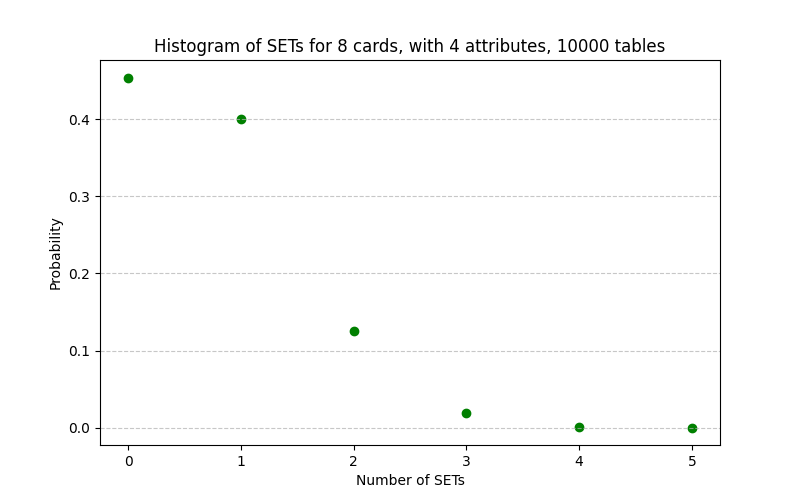 Histogram of SETs for 8 cards, with 4 attributes, 10000 tables
Probability
0.4
0.3
0.2
0.1
0.0
0 1 2 3 4 5
Number of SETs